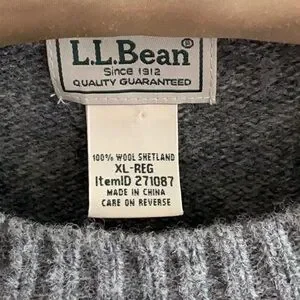 L.L.Bean®
Since 1912
QUALITY GUARANTEED
100% WOOL SHETLAND
XL-REG
ItemID 271087
MADE IN CHINA
CARE ON REVERSE